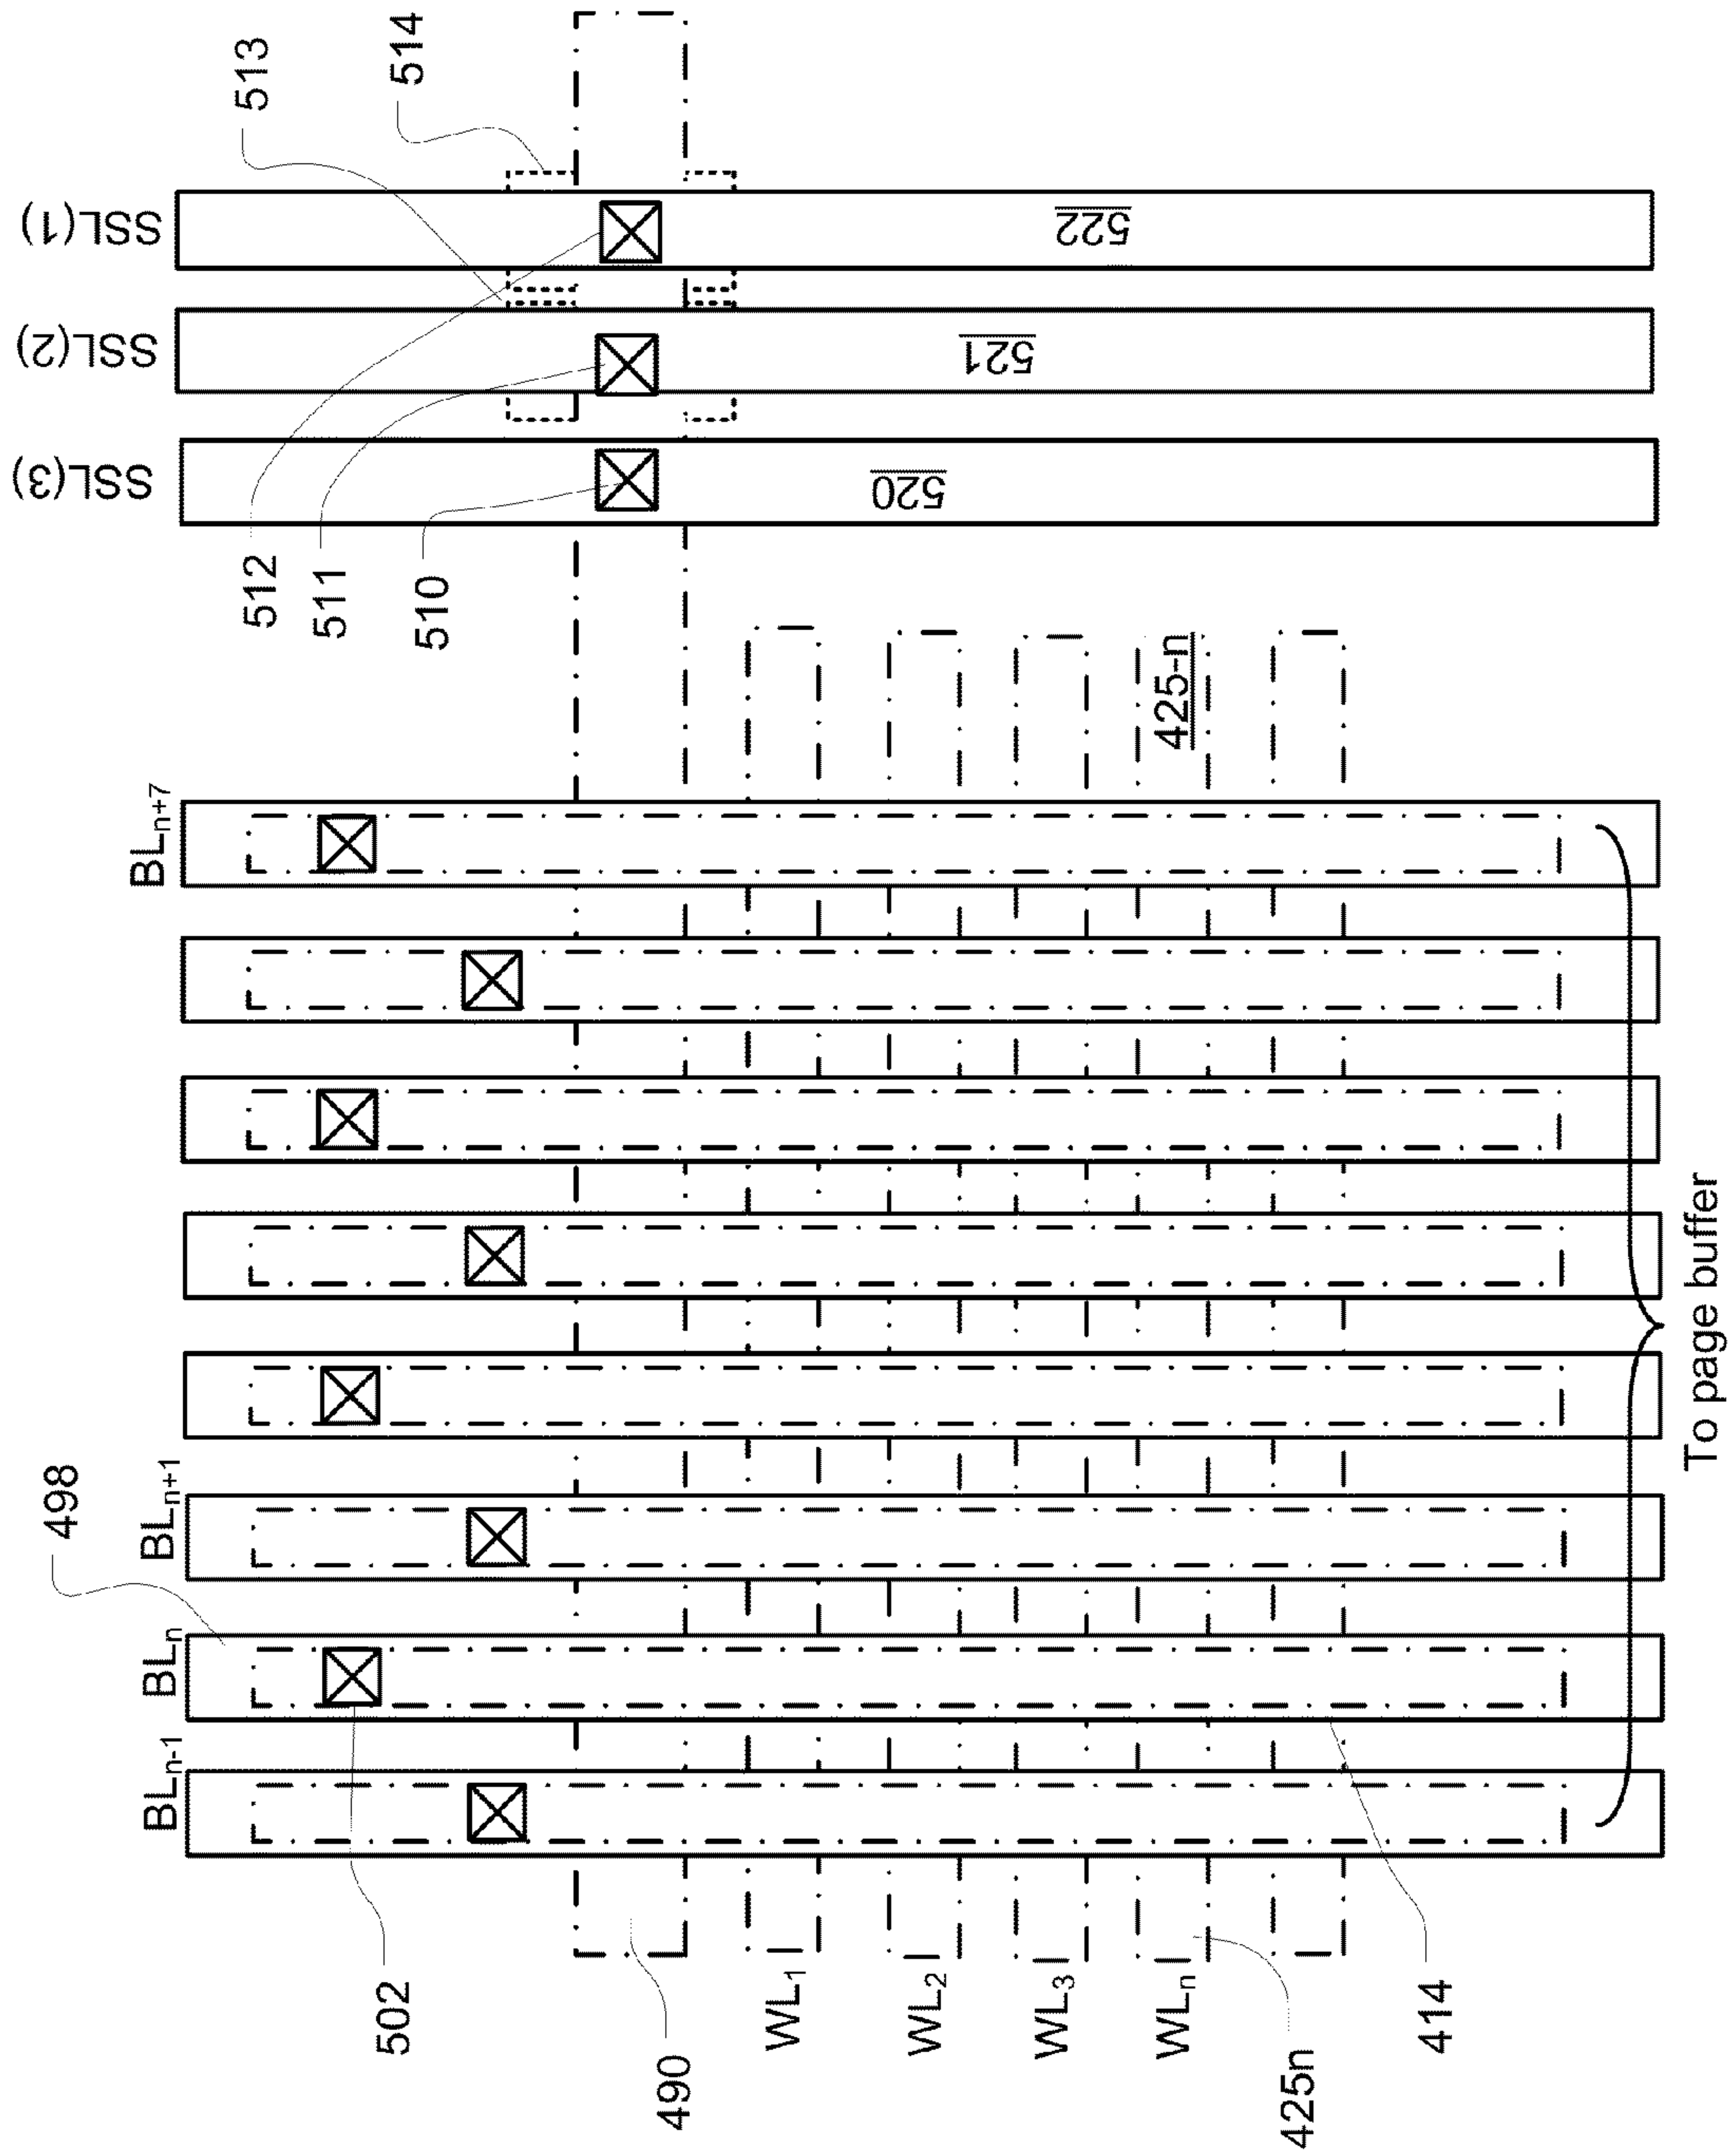 BLn-1
BLn
BLn+1
BLn+7
SSL(3)
SSL(2)
SSL(1)
498
502
490
WL1
WL2
WL3
WLn
425n
414
425-n
512
511
510
513
514
520
521
522
To page buffer